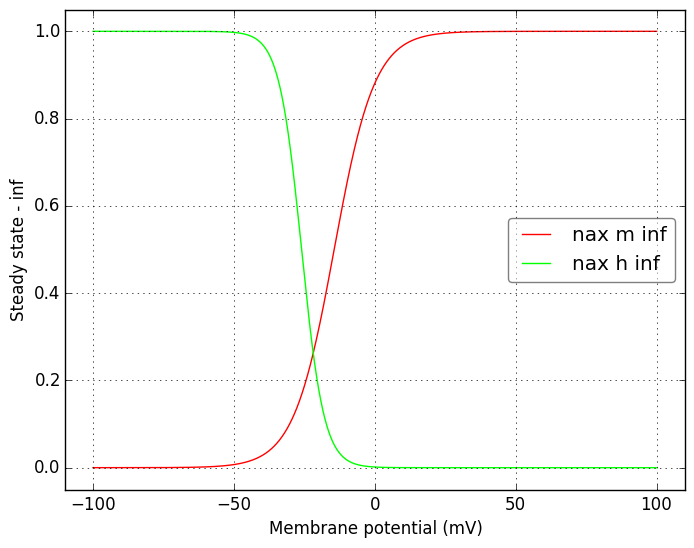 1.0
0.8
0.6
0.4
0.2
0.0
Steady state - inf
nax m inf
nax h inf
−100
−50
0
50
100
Membrane potential (mV)